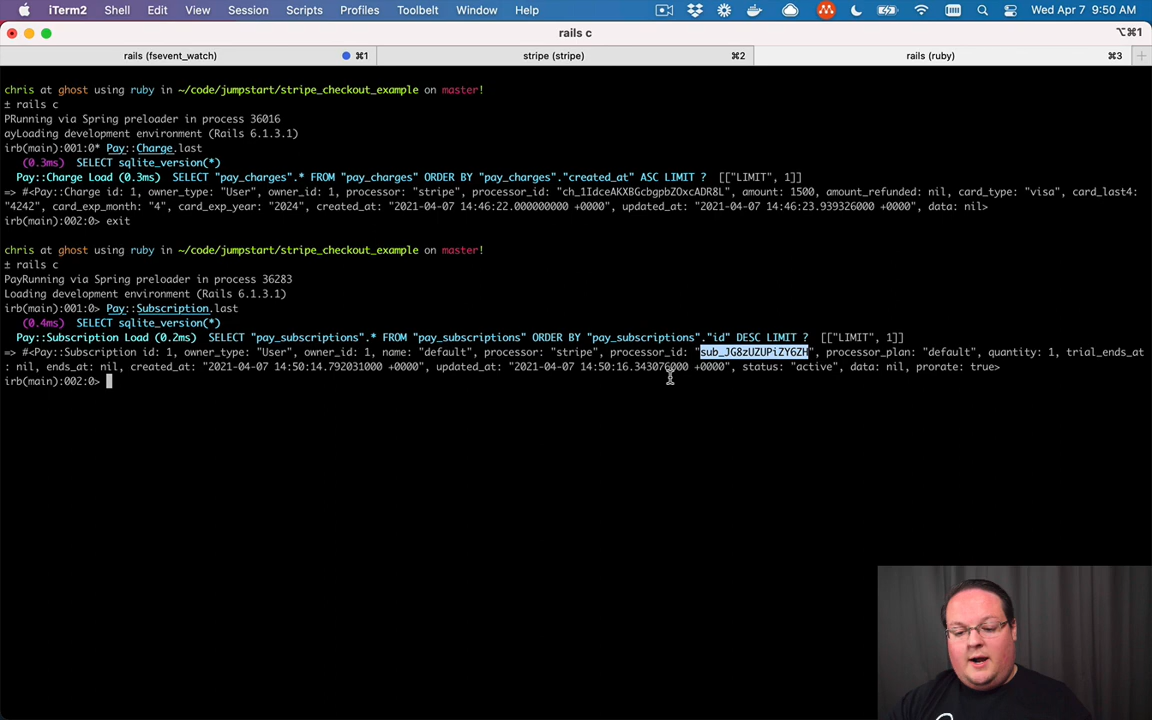 iTerm2 Shell Edit View Session Scripts Profiles Toolbelt Window Help Wed Apr 7 9:50 AM
rails c ⌥⌘1
rails (fsevent_watch) ⌘1 stripe (stripe) ⌘2 rails (ruby) ⌘3
chris at ghost using ruby in ~/code/jumpstart/stripe_checkout_example on master!
± rails c
PRunning via Spring preloader in process 36016
ayLoading development environment (Rails 6.1.3.1)
irb(main):001:0* Pay::Charge.last
(0.3ms) SELECT sqlite_version(*)
Pay::Charge Load (0.3ms) SELECT "pay_charges".* FROM "pay_charges" ORDER BY "pay_charges"."created_at" ASC LIMIT ? [["LIMIT", 1]]
=> #<Pay::Charge id: 1, owner_type: "User", owner_id: 1, processor: "stripe", processor_id: "ch_1IdceAKXBGcbgpbZOxcADR8L", amount: 1500, amount_refunded: nil, card_type: "visa", card_last4:
"4242", card_exp_month: "4", card_exp_year: "2024", created_at: "2021-04-07 14:46:22.000000000 +0000", updated_at: "2021-04-07 14:46:23.939326000 +0000", data: nil>
irb(main):002:0> exit
chris at ghost using ruby in ~/code/jumpstart/stripe_checkout_example on master!
± rails c
PayRunning via Spring preloader in process 36283
Loading development environment (Rails 6.1.3.1)
irb(main):001:0> Pay::Subscription.last
(0.4ms) SELECT sqlite_version(*)
Pay::Subscription Load (0.2ms) SELECT "pay_subscriptions".* FROM "pay_subscriptions" ORDER BY "pay_subscriptions"."id" DESC LIMIT ? [["LIMIT", 1]]
=> #<Pay::Subscription id: 1, owner_type: "User", owner_id: 1, name: "default", processor: "stripe", processor_id: "sub_JG8zUZUPiZY6ZH", processor_plan: "default", quantity: 1, trial_ends_at
: nil, ends_at: nil, created_at: "2021-04-07 14:50:14.792031000 +0000", updated_at: "2021-04-07 14:50:16.343076000 +0000", status: "active", data: nil, prorate: true>
irb(main):002:0>